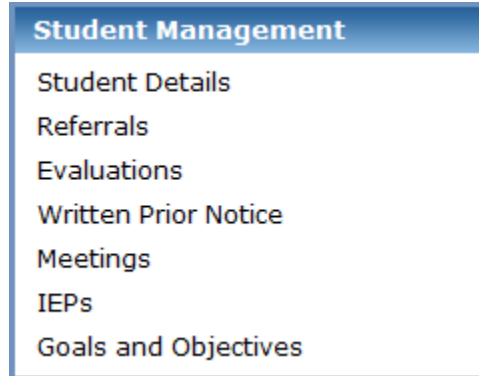 Student Management
Student Details
Referrals
Evaluations
Written Prior Notice
Meetings
IEPs
Goals and Objectives